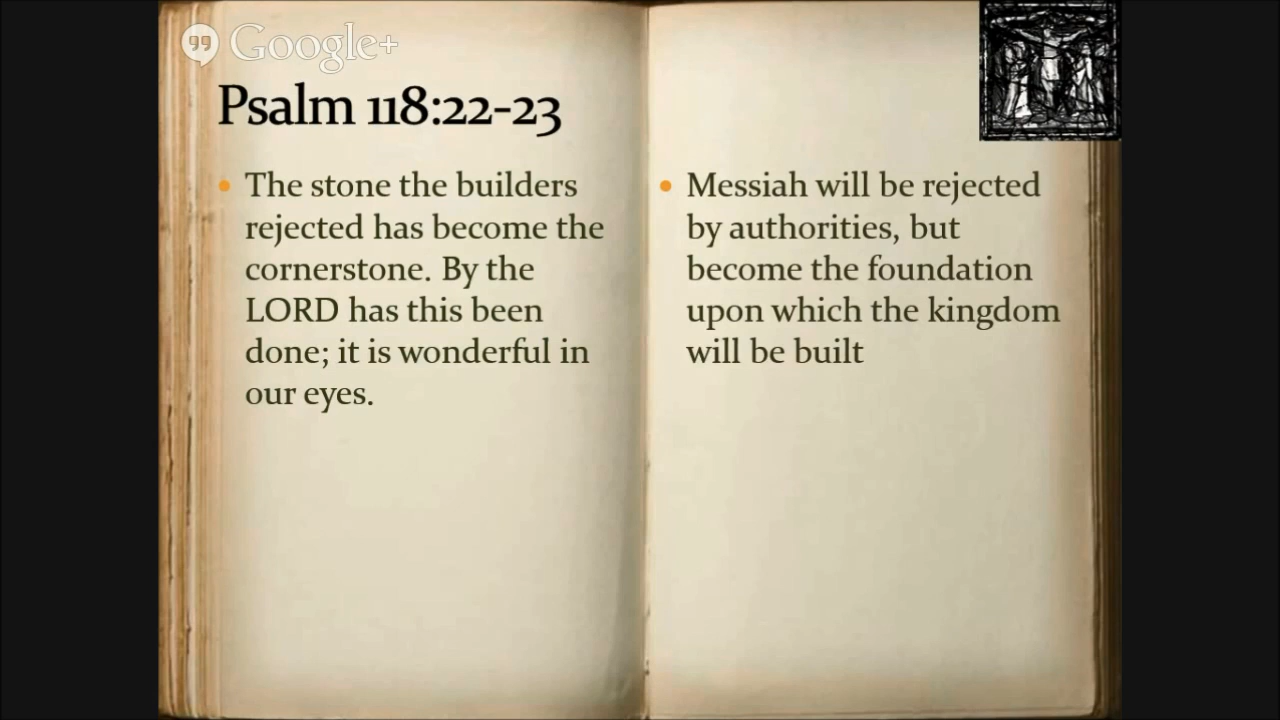 Google+
Psalm 118:22-23
The stone the builders
rejected has become the
cornerstone. By the
LORD has this been
done; it is wonderful in
our eyes.
Messiah will be rejected
by authorities, but
become the foundation
upon which the kingdom
will be built